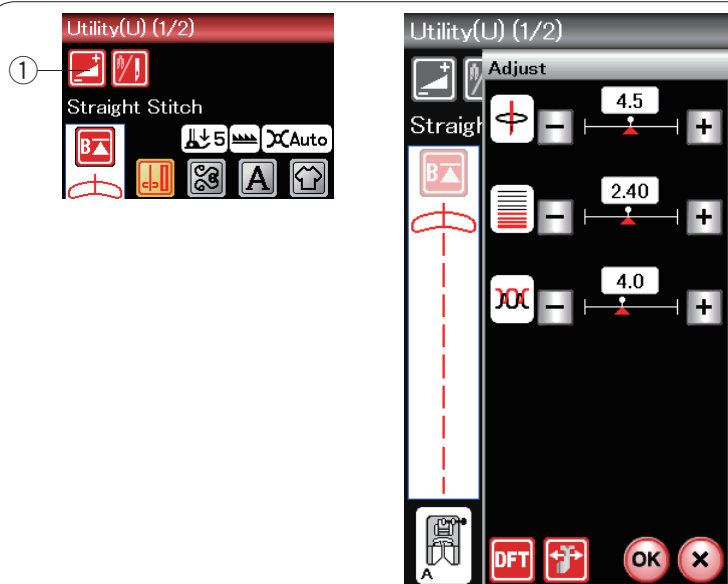 Utility(U) (1/2)
1
Straight Stitch
B
5
Auto
A
Utility(U) (1/2)
Adjust
Straigh
B
4.5
2.40
4.0
A
DFT
OK